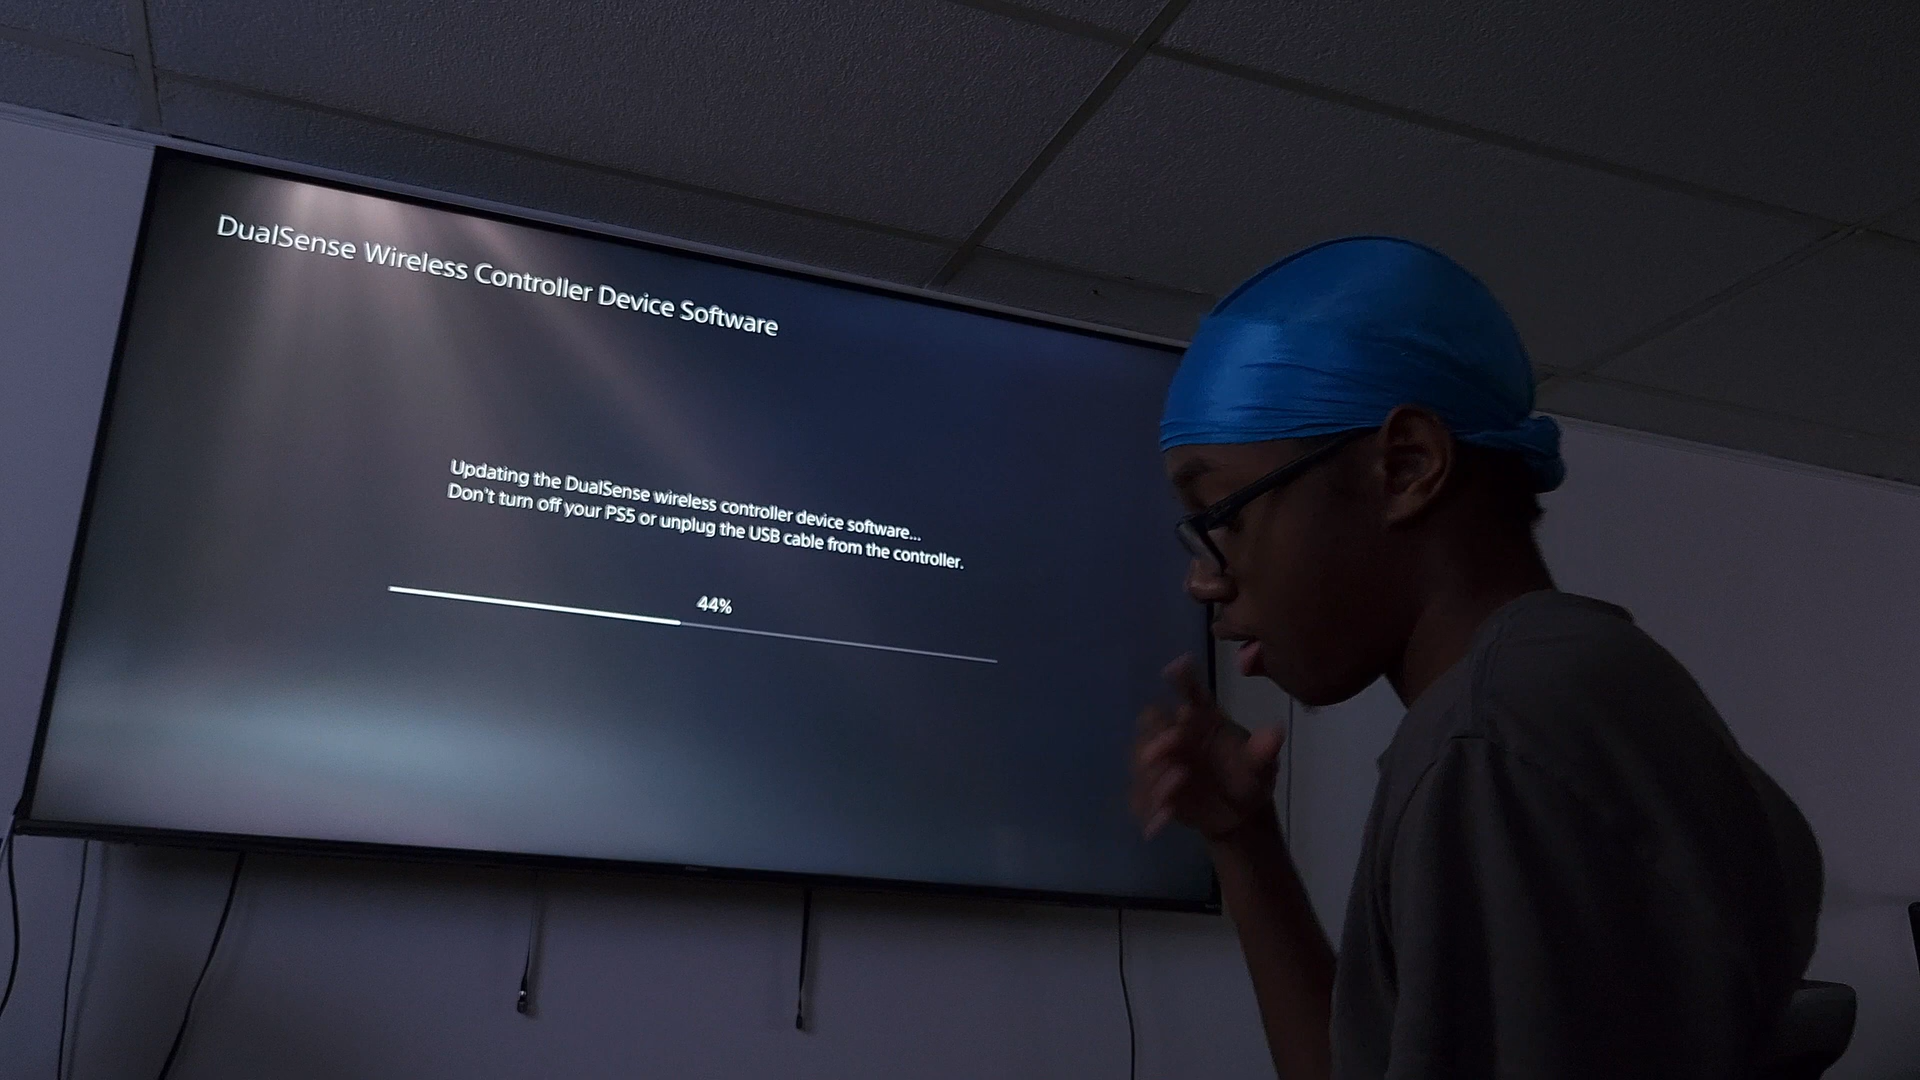 DualSense Wireless Controller Device Software
Updating the DualSense wireless controller device software...
Don't turn off your PS5 or unplug the USB cable from the controller.
44%